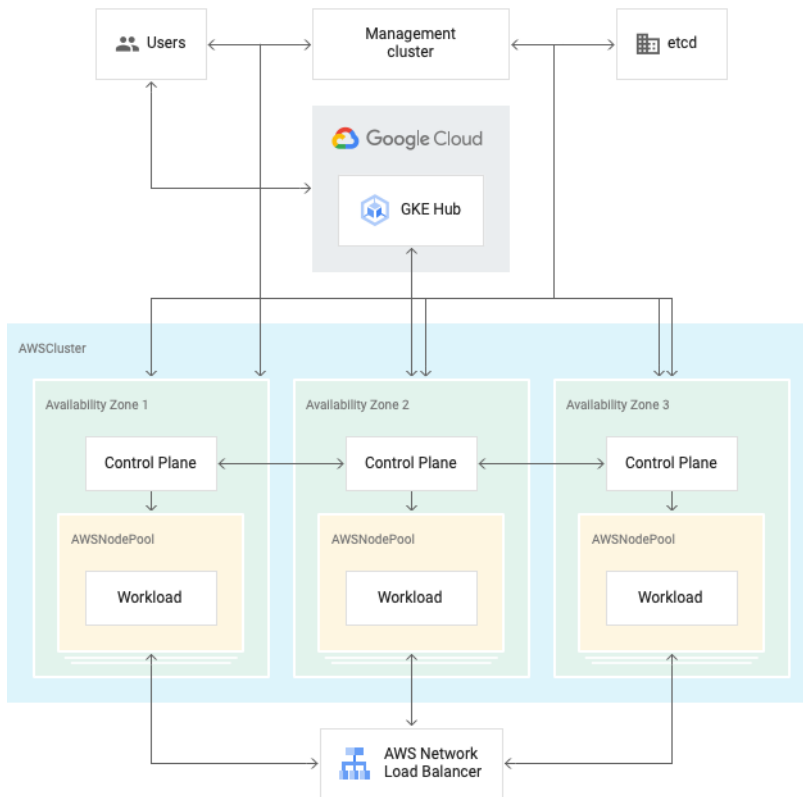 Users
Management
cluster
etcd
Google Cloud
GKE Hub
AWSCluster
Availability Zone 1
Availability Zone 2
Availability Zone 3
Control Plane
Control Plane
Control Plane
AWSNodePool
AWSNodePool
AWSNodePool
Workload
Workload
Workload
AWS Network
Load Balancer